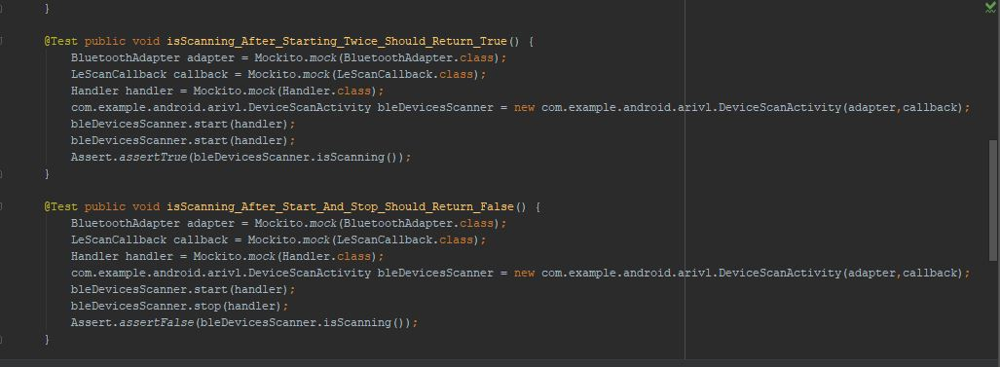 }
@Test public void isScanning_After_Starting_Twice_Should_Return_True() {
BluetoothAdapter adapter = Mockito.mock(BluetoothAdapter.class);
LeScanCallback callback = Mockito.mock(LeScanCallback.class);
Handler handler = Mockito.mock(Handler.class);
com.example.android.arivl.DeviceScanActivity bleDevicesScanner = new com.example.android.arivl.DeviceScanActivity(adapter,callback);
bleDevicesScanner.start(handler);
bleDevicesScanner.start(handler);
Assert.assertTrue(bleDevicesScanner.isScanning());
}
@Test public void isScanning_After_Start_And_Stop_Should_Return_False() {
BluetoothAdapter adapter = Mockito.mock(BluetoothAdapter.class);
LeScanCallback callback = Mockito.mock(LeScanCallback.class);
Handler handler = Mockito.mock(Handler.class);
com.example.android.arivl.DeviceScanActivity bleDevicesScanner = new com.example.android.arivl.DeviceScanActivity(adapter,callback);
bleDevicesScanner.start(handler);
bleDevicesScanner.stop(handler);
Assert.assertFalse(bleDevicesScanner.isScanning());
}